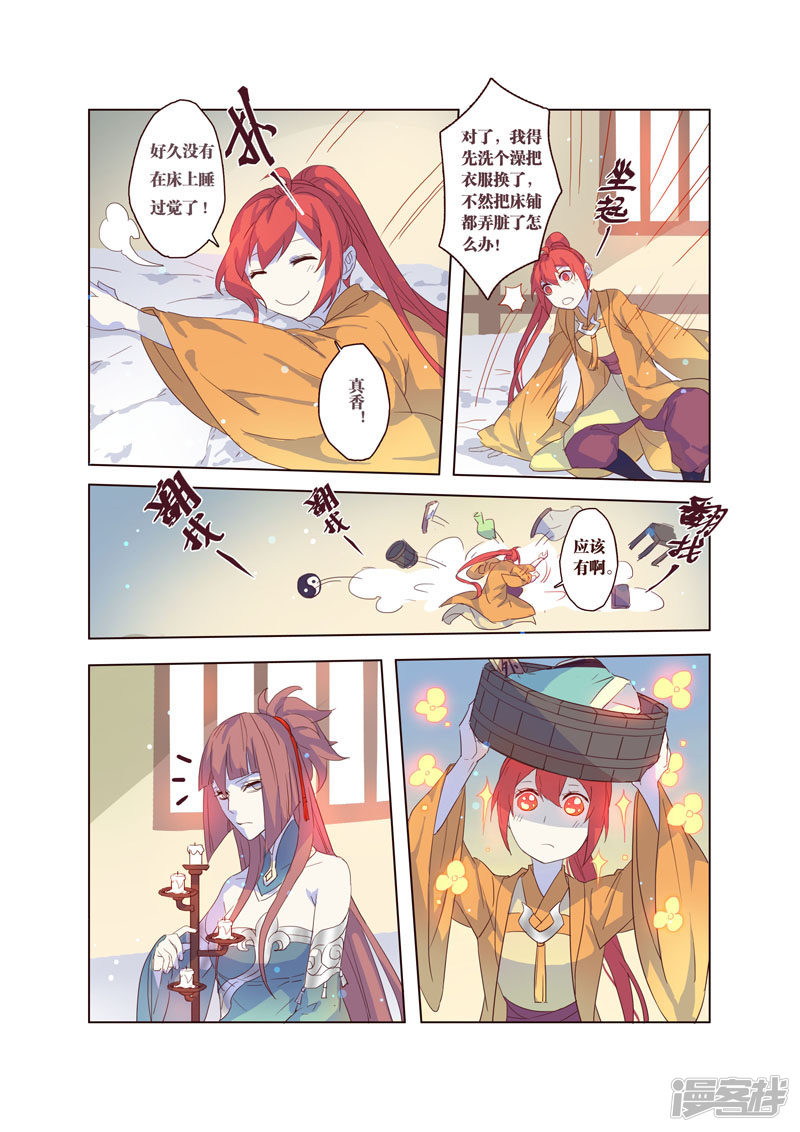 好久没有
在床上睡
过觉了！
扑
真香！
对了，我得
先洗个澡把
衣服换了，
不然把床铺
都弄脏了怎
么办！
坐起
翻找
翻找
翻找
应该
有啊。
漫客栈